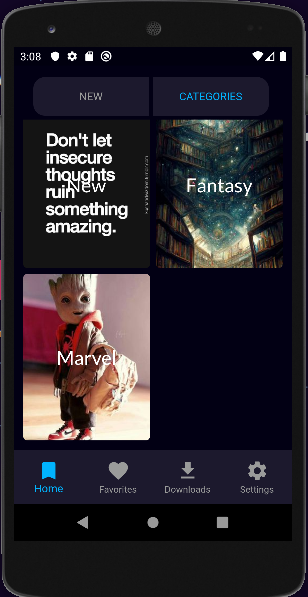 3:08
NEW
CATEGORIES
Don't let
insecure
thoughts
ruin
something
amazing.
New
Fantasy
Marvel
Home
Favorites
Downloads
Settings